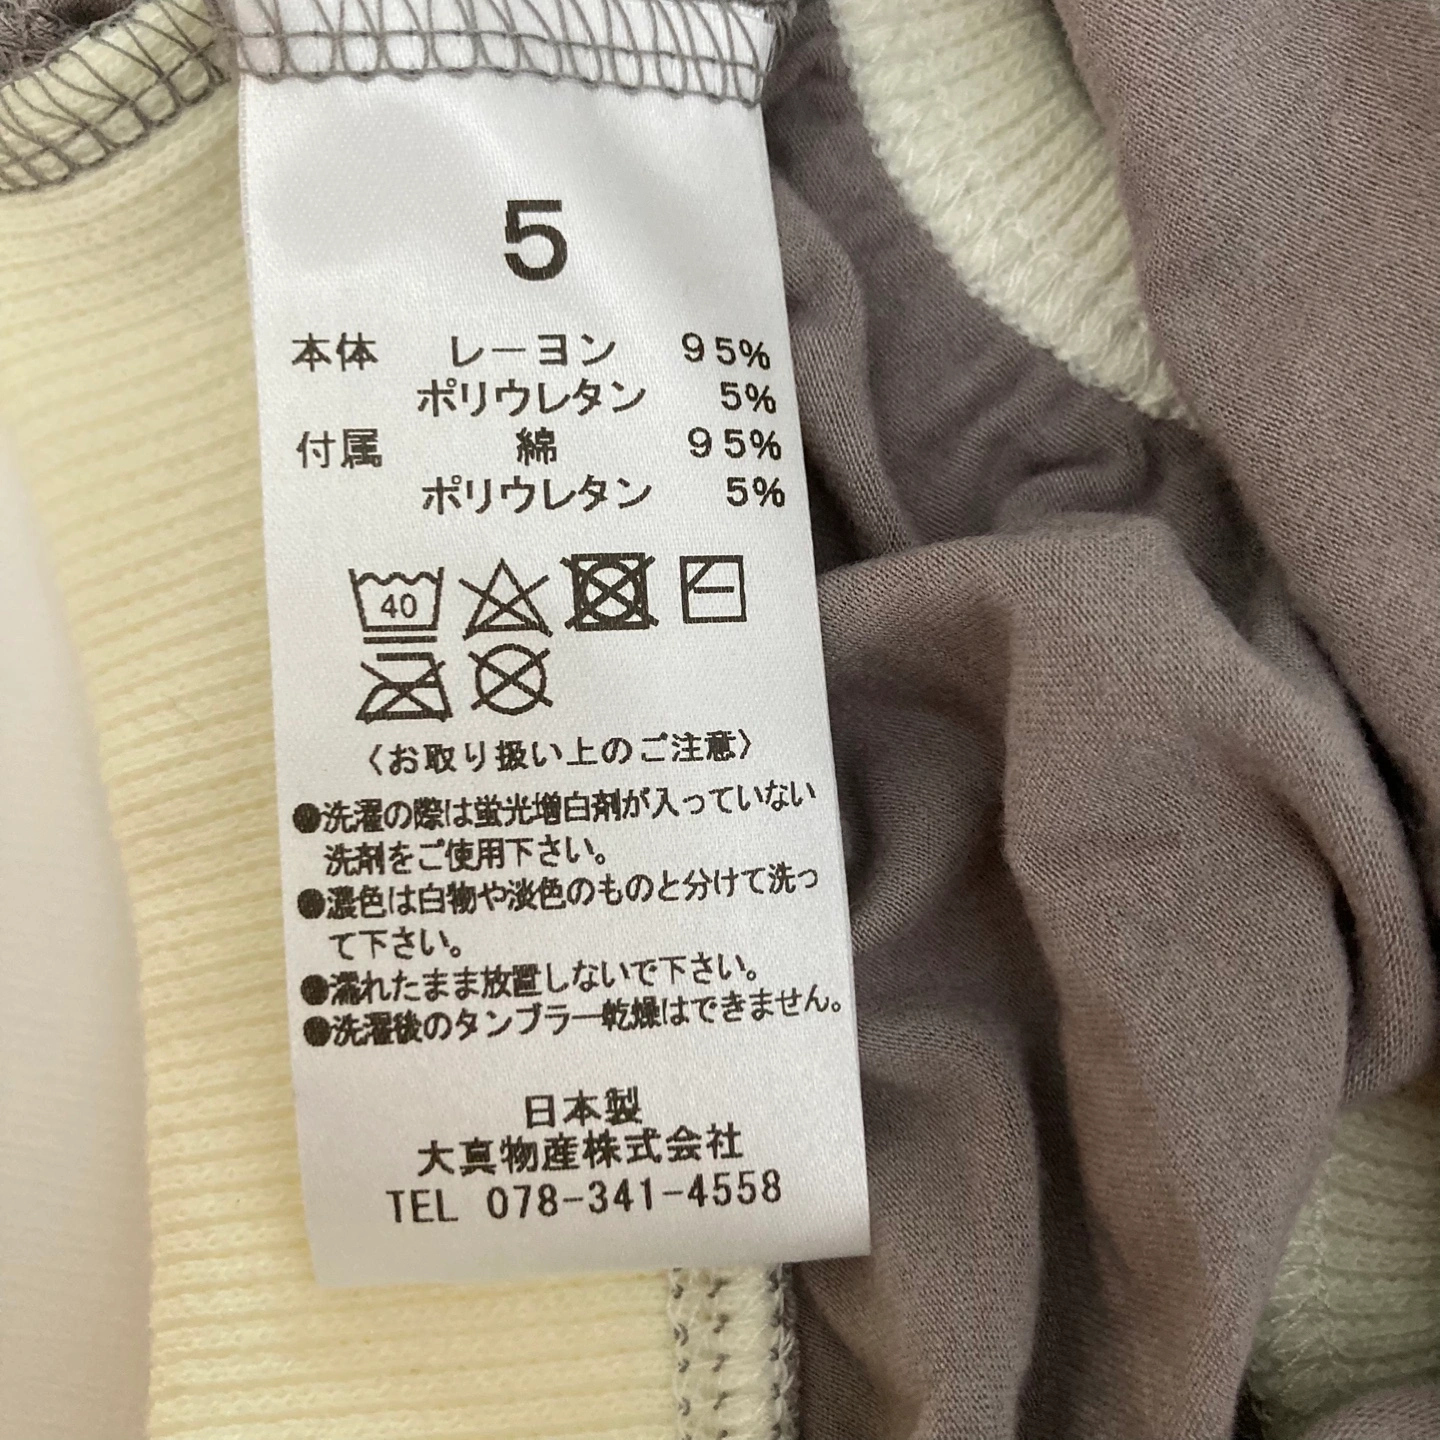 5
本体 レーヨン 95%
ポリウレタン 5%
付属 綿 95%
ポリウレタン 5%
40
〈お取り扱い上のご注意〉
●洗濯の際は蛍光増白剤が入っていない
洗剤をご使用下さい。
●濃色は白物や淡色のものと分けて洗っ
て下さい。
●濡れたまま放置しないで下さい。
●洗濯後のタンブラー乾燥はできません。
日本製
大真物産株式会社
TEL 078-341-4558